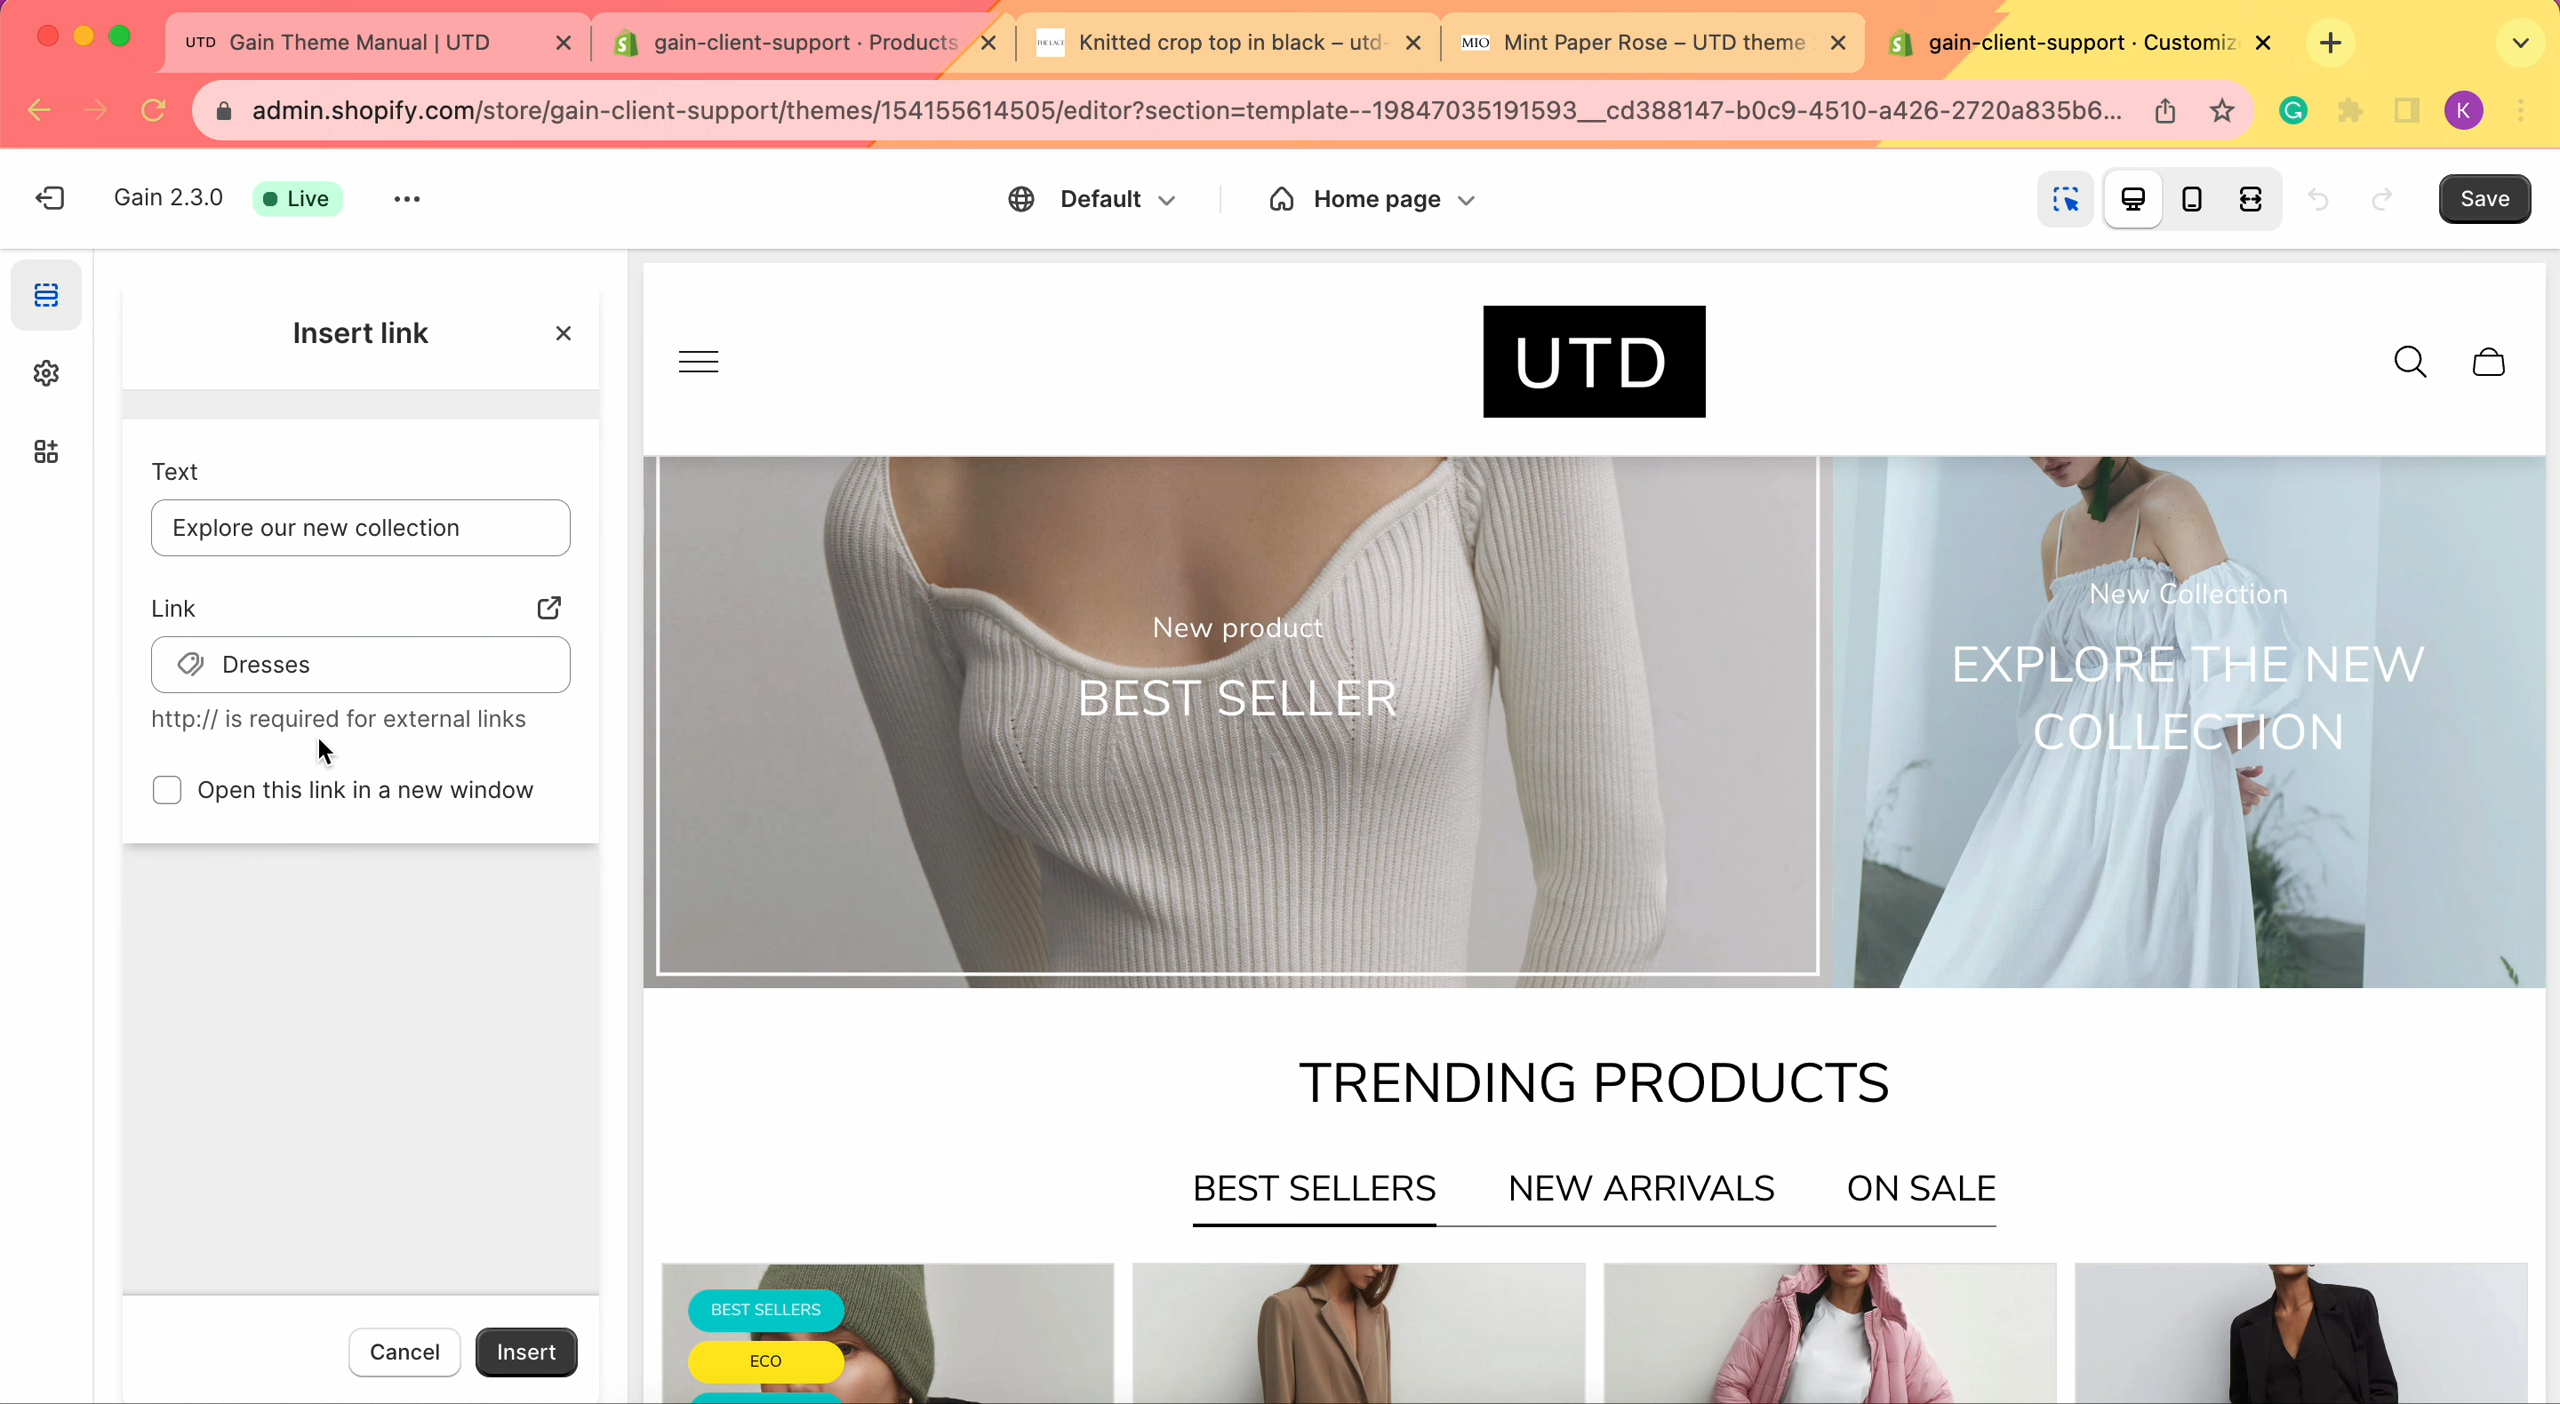 UTD Gain Theme Manual | UTD
gain-client-support · Products
THE LACE Knitted crop top in black – utd-
MIO Mint Paper Rose – UTD theme
gain-client-support · Customiz
admin.shopify.com/store/gain-client-support/themes/154155614505/editor?section=template--19847035191593__cd388147-b0c9-4510-a426-2720a835b6...
K
Gain 2.3.0
Live
Default
Home page
Save
Insert link
Text
Explore our new collection
Link
Dresses
http:// is required for external links
Open this link in a new window
Cancel
Insert
UTD
New product
BEST SELLER
New Collection
EXPLORE THE NEW
COLLECTION
TRENDING PRODUCTS
BEST SELLERS NEW ARRIVALS ON SALE
BEST SELLERS
ECO